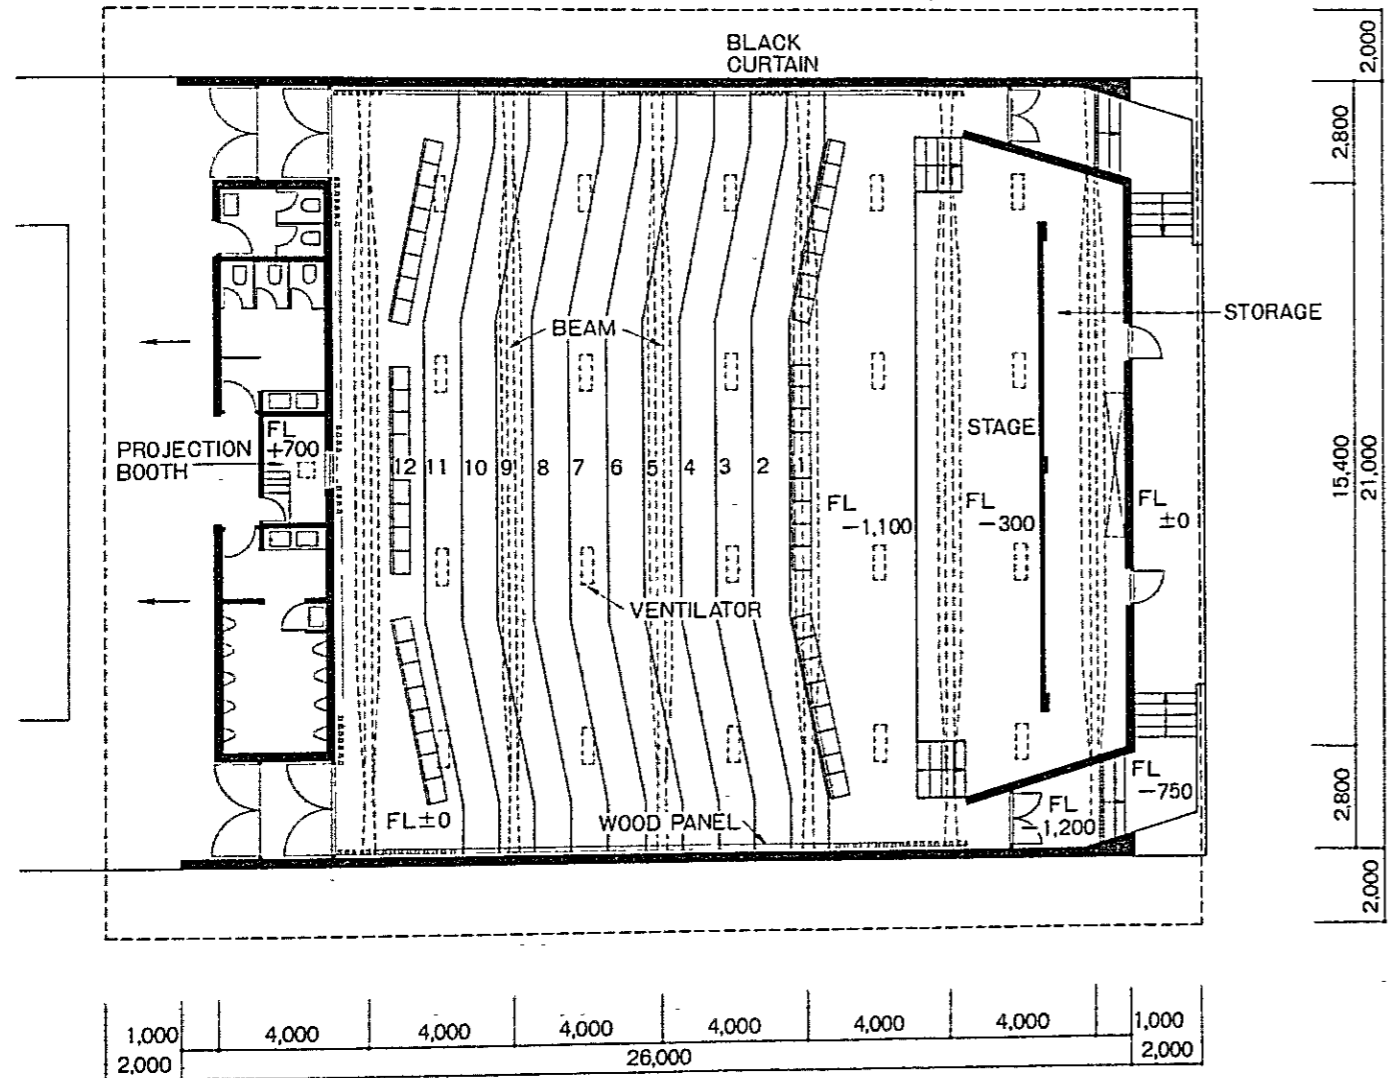 BLACK
CURTAIN
2,000
2,800
BEAM
STORAGE
STAGE
PROJECTION
BOOTH
FL
+700
12 11 10 9 8 7 6 5 4 3 2 1
FL
-1,100
FL
-300
FL
±0
15,400
21,000
VENTILATOR
FL±0
WOOD PANEL
FL
-1,200
FL
-750
2,800
2,000
1,000 4,000 4,000 4,000 4,000 4,000 4,000 1,000
2,000 26,000 2,000